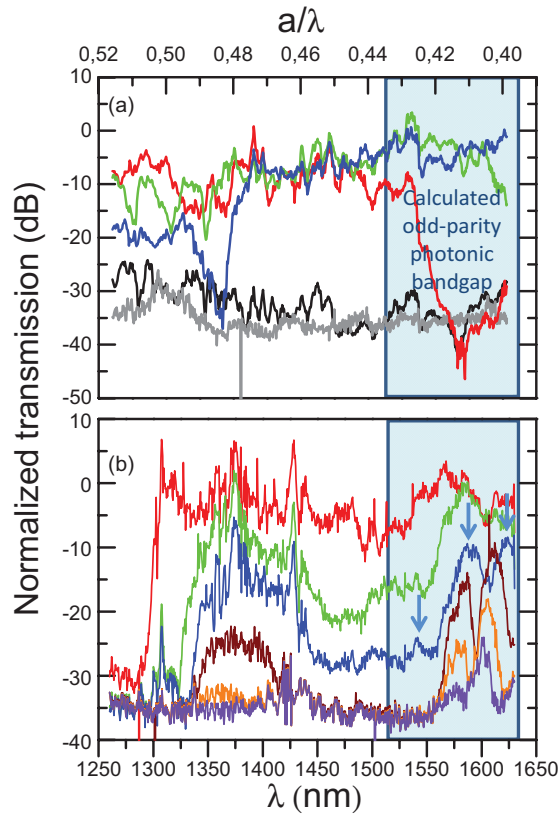 a/λ
0,52 0,50 0,48 0,46 0,44 0,42 0,40
10
0
-10
-20
-30
-40
-50
(a)
Calculated
odd-parity
photonic
bandgap
Normalized transmission (dB)
10
0
-10
-20
-30
-40
(b)
1250 1300 1350 1400 1450 1500 1550 1600
λ (nm)